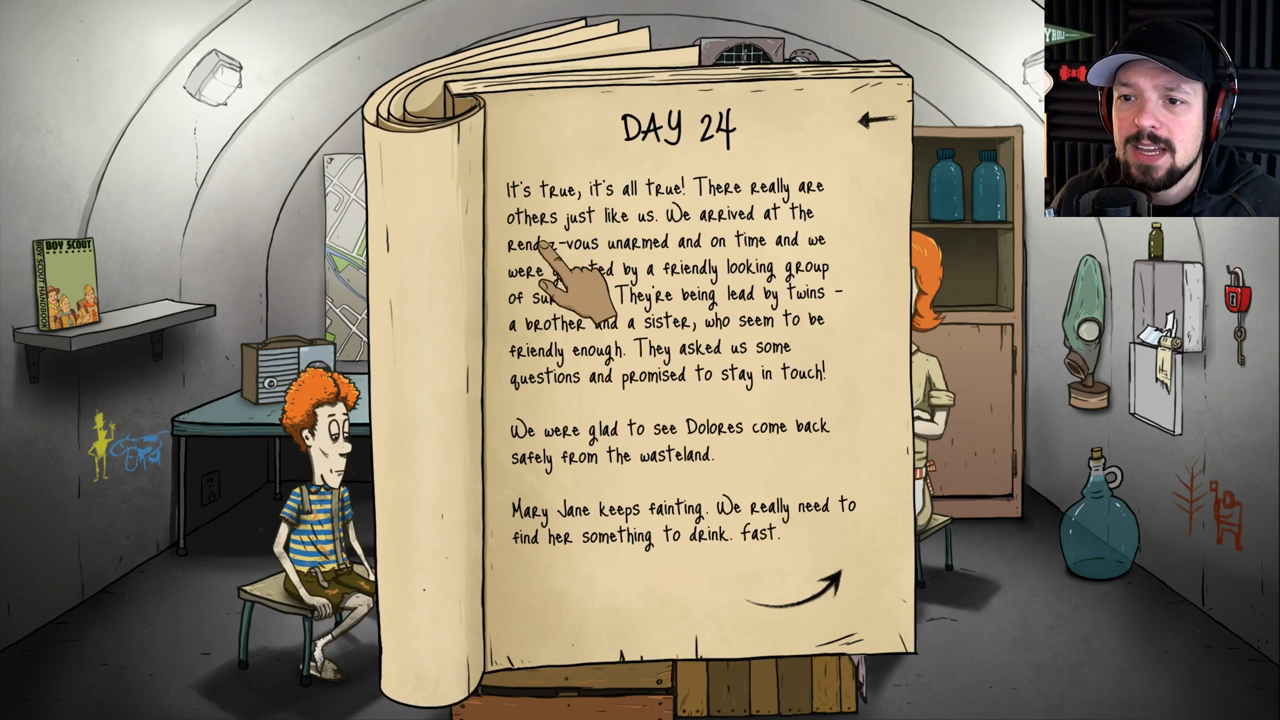 DAY 24
It's true, it's all true! There really are
others just like us. We arrived at the
vous unarmed and on time and we
were by a friendly looking group
of They're being lead by twins -
a brother and a sister, who seem to be
friendly enough. They asked us some
questions and promised to stay in touch!
We were glad to see Dolores come back
safely from the wasteland.
Mary Jane keeps fainting. We really need to
find her something to drink. Fast.
BOY SCOUT
BOY SCOUT HANDBOOK